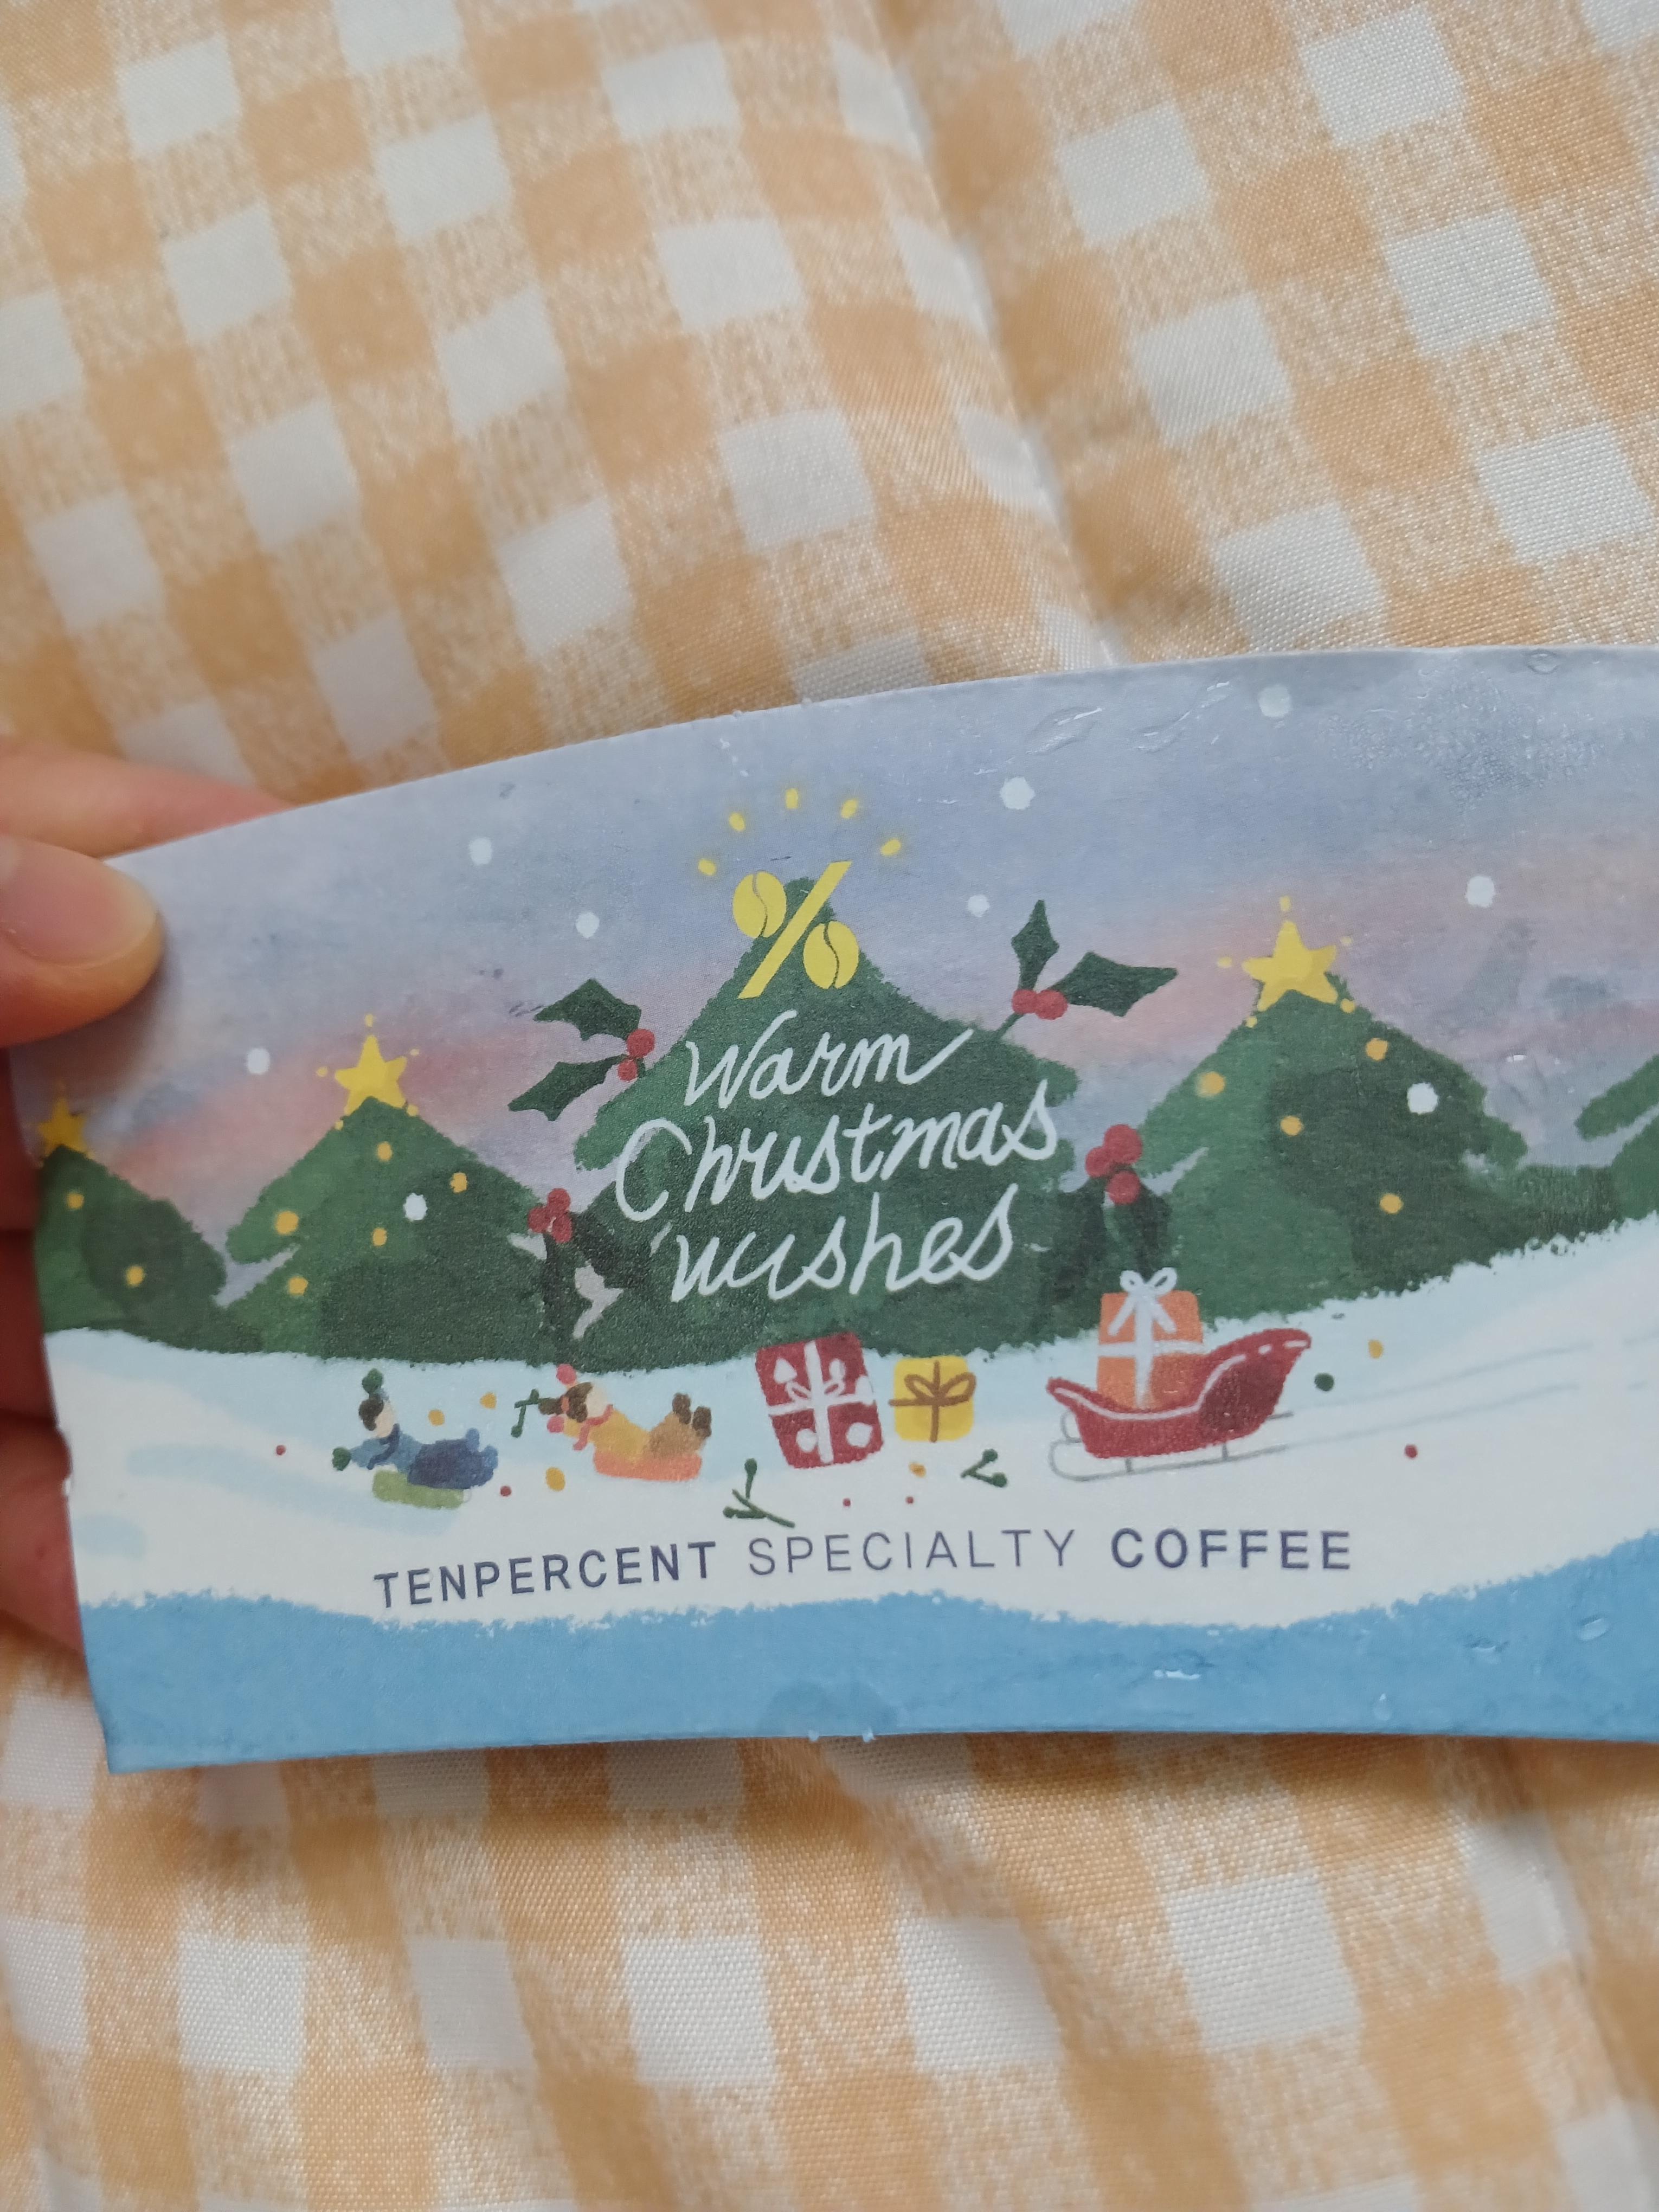 %
Warm
Christmas
wishes
TENPERCENT SPECIALTY COFFEE